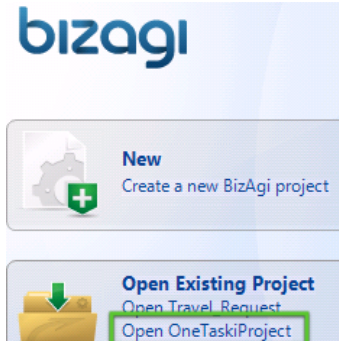 bizagi
New
Create a new BizAgi project
Open Existing Project
Open Travel_Request
Open OneTaskiProject